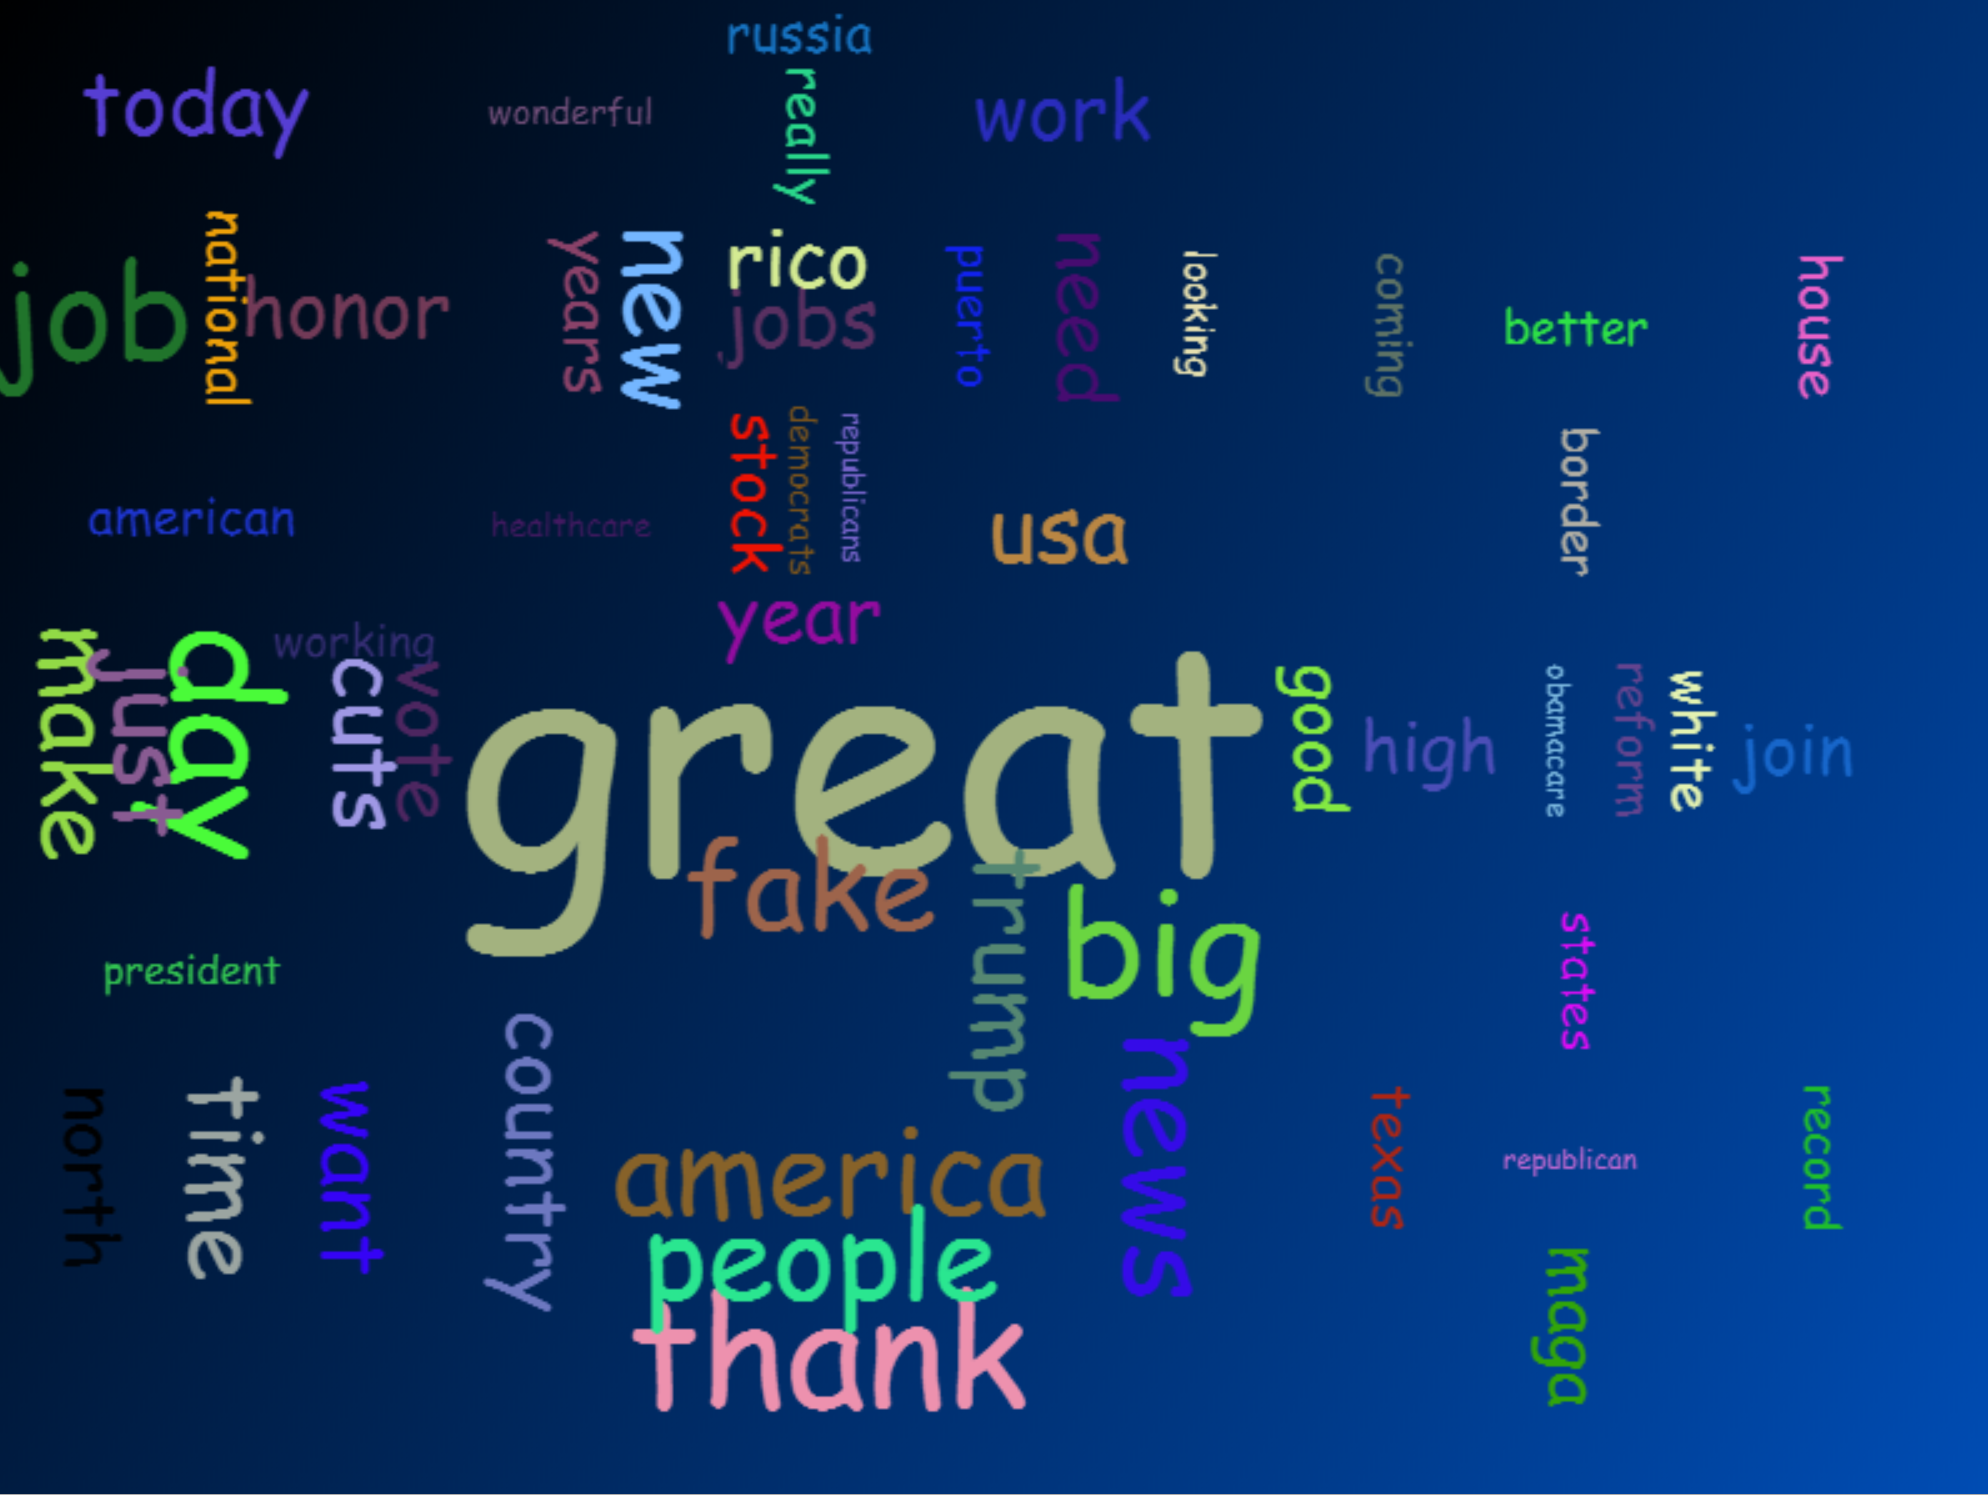 russia
today
wonderful
really
work
national
job
honor
years
new
rico
jobs
puerto
need
looking
coming
better
house
american
healthcare
stock
democrats
republicans
usa
border
year
make
just
day
working
cuts
vote
great
good
high
obamacare
reform
white
join
fake
trump
big
president
states
country
news
north
time
want
america
texas
republican
record
people
maga
thank